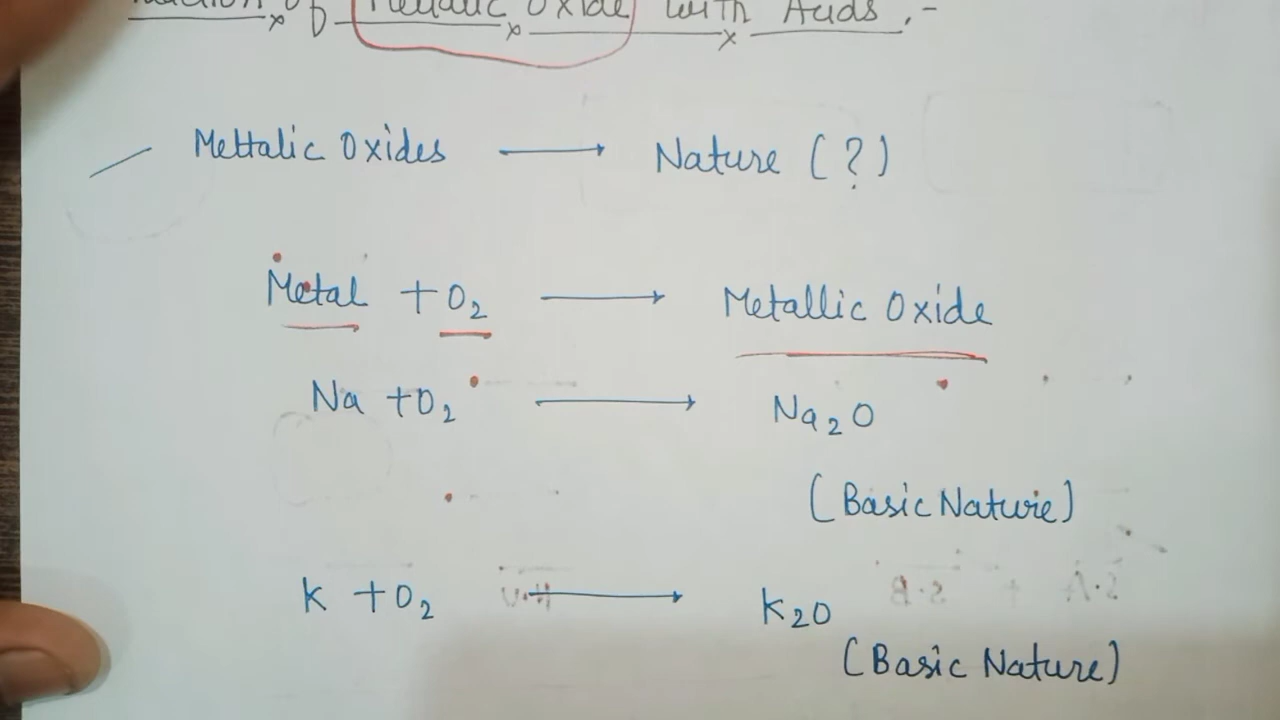 of Metallic Oxide with Acids :-
Mettalic Oxides → Nature (?)
Metal + O₂ → Metallic Oxide
Na + O₂ → Na₂O
(Basic Nature)
K + O₂ → K₂O
(Basic Nature)